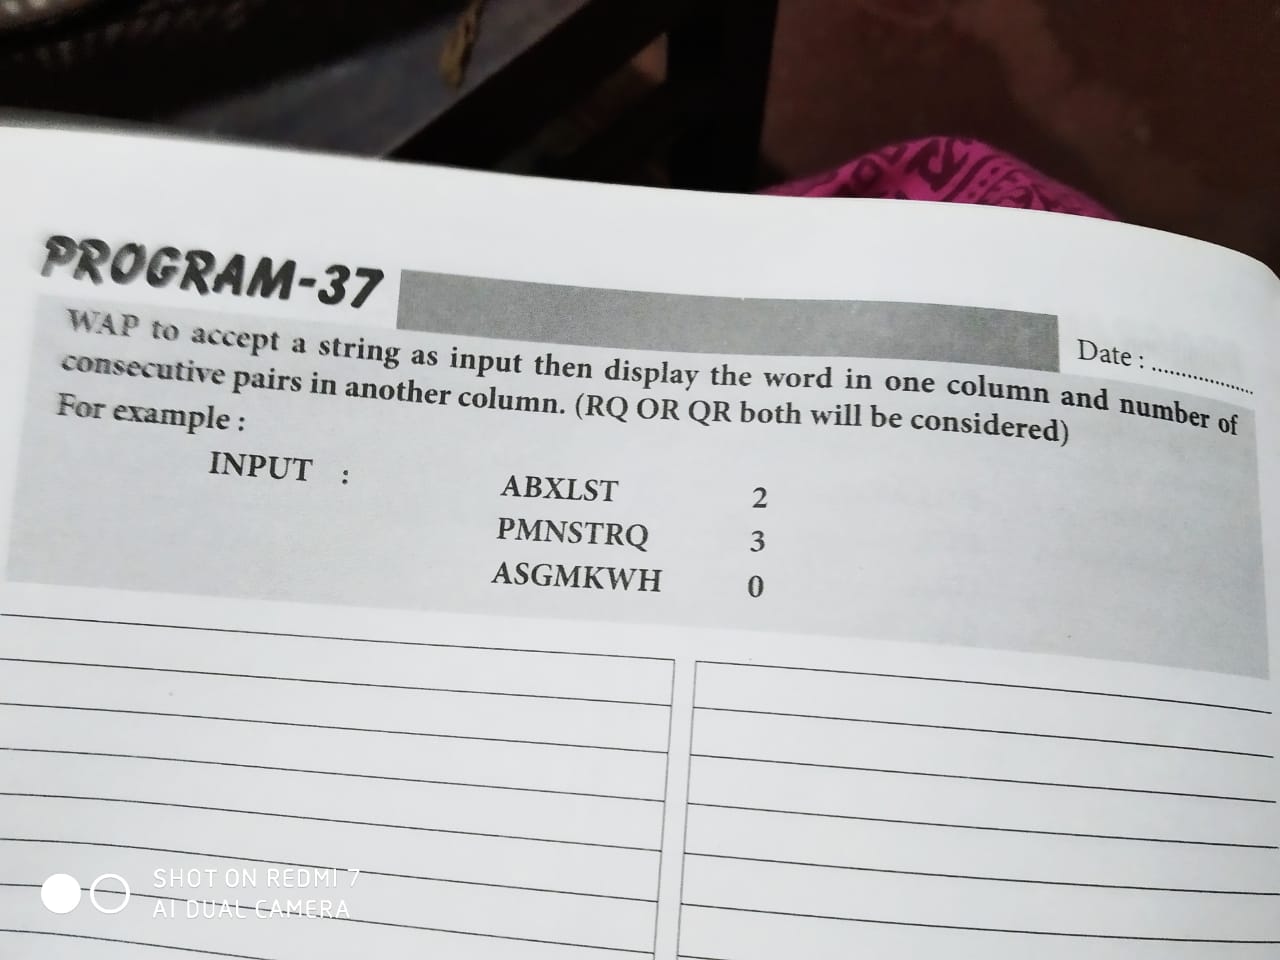 PROGRAM-37
Date : ....................
WAP to accept a string as input then display the word in one column and number of
consecutive pairs in another column. (RQ OR QR both will be considered)
For example :
INPUT : ABXLST 2
PMNSTRQ 3
ASGMKWH 0
SHOT ON REDMI 7
AI DUAL CAMERA